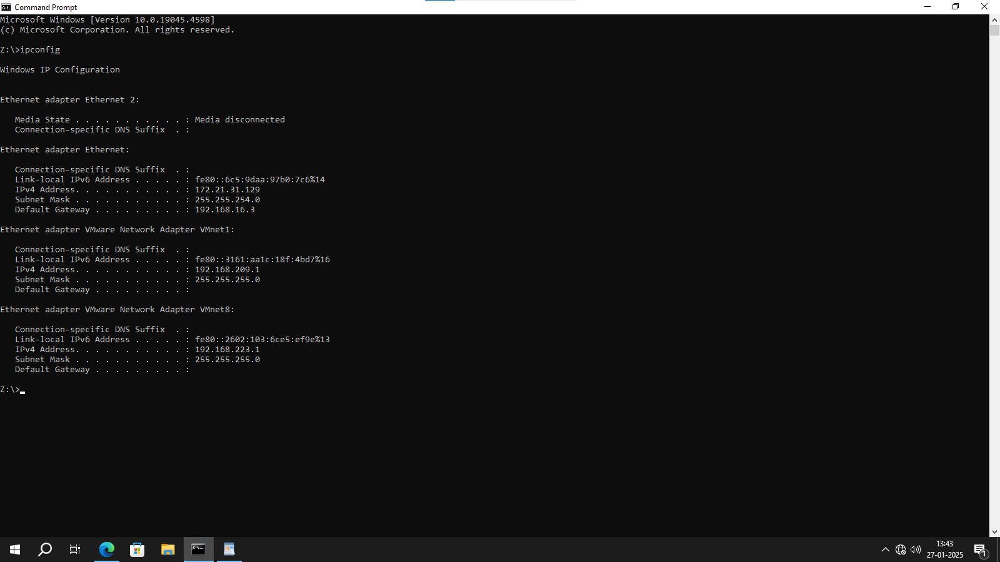 Command Prompt
Microsoft Windows [Version 10.0.19045.4598]
(c) Microsoft Corporation. All rights reserved.
Z:\>ipconfig
Windows IP Configuration
Ethernet adapter Ethernet 2:
Media State . . . . . . . . . . . : Media disconnected
Connection-specific DNS Suffix  . :
Ethernet adapter Ethernet:
Connection-specific DNS Suffix  . :
Link-local IPv6 Address . . . . . : fe80::6c5:9daa:97b0:7c6%14
IPv4 Address. . . . . . . . . . . : 172.21.31.129
Subnet Mask . . . . . . . . . . . : 255.255.254.0
Default Gateway . . . . . . . . . : 192.168.16.3
Ethernet adapter VMware Network Adapter VMnet1:
Connection-specific DNS Suffix  . :
Link-local IPv6 Address . . . . . : fe80::3161:aa1c:18f:4bd7%16
IPv4 Address. . . . . . . . . . . : 192.168.209.1
Subnet Mask . . . . . . . . . . . : 255.255.255.0
Default Gateway . . . . . . . . . :
Ethernet adapter VMware Network Adapter VMnet8:
Connection-specific DNS Suffix  . :
Link-local IPv6 Address . . . . . : fe80::2602:103:6ce5:ef9e%13
IPv4 Address. . . . . . . . . . . : 192.168.223.1
Subnet Mask . . . . . . . . . . . : 255.255.255.0
Default Gateway . . . . . . . . . :
Z:\>
13:43
27-01-2025
1